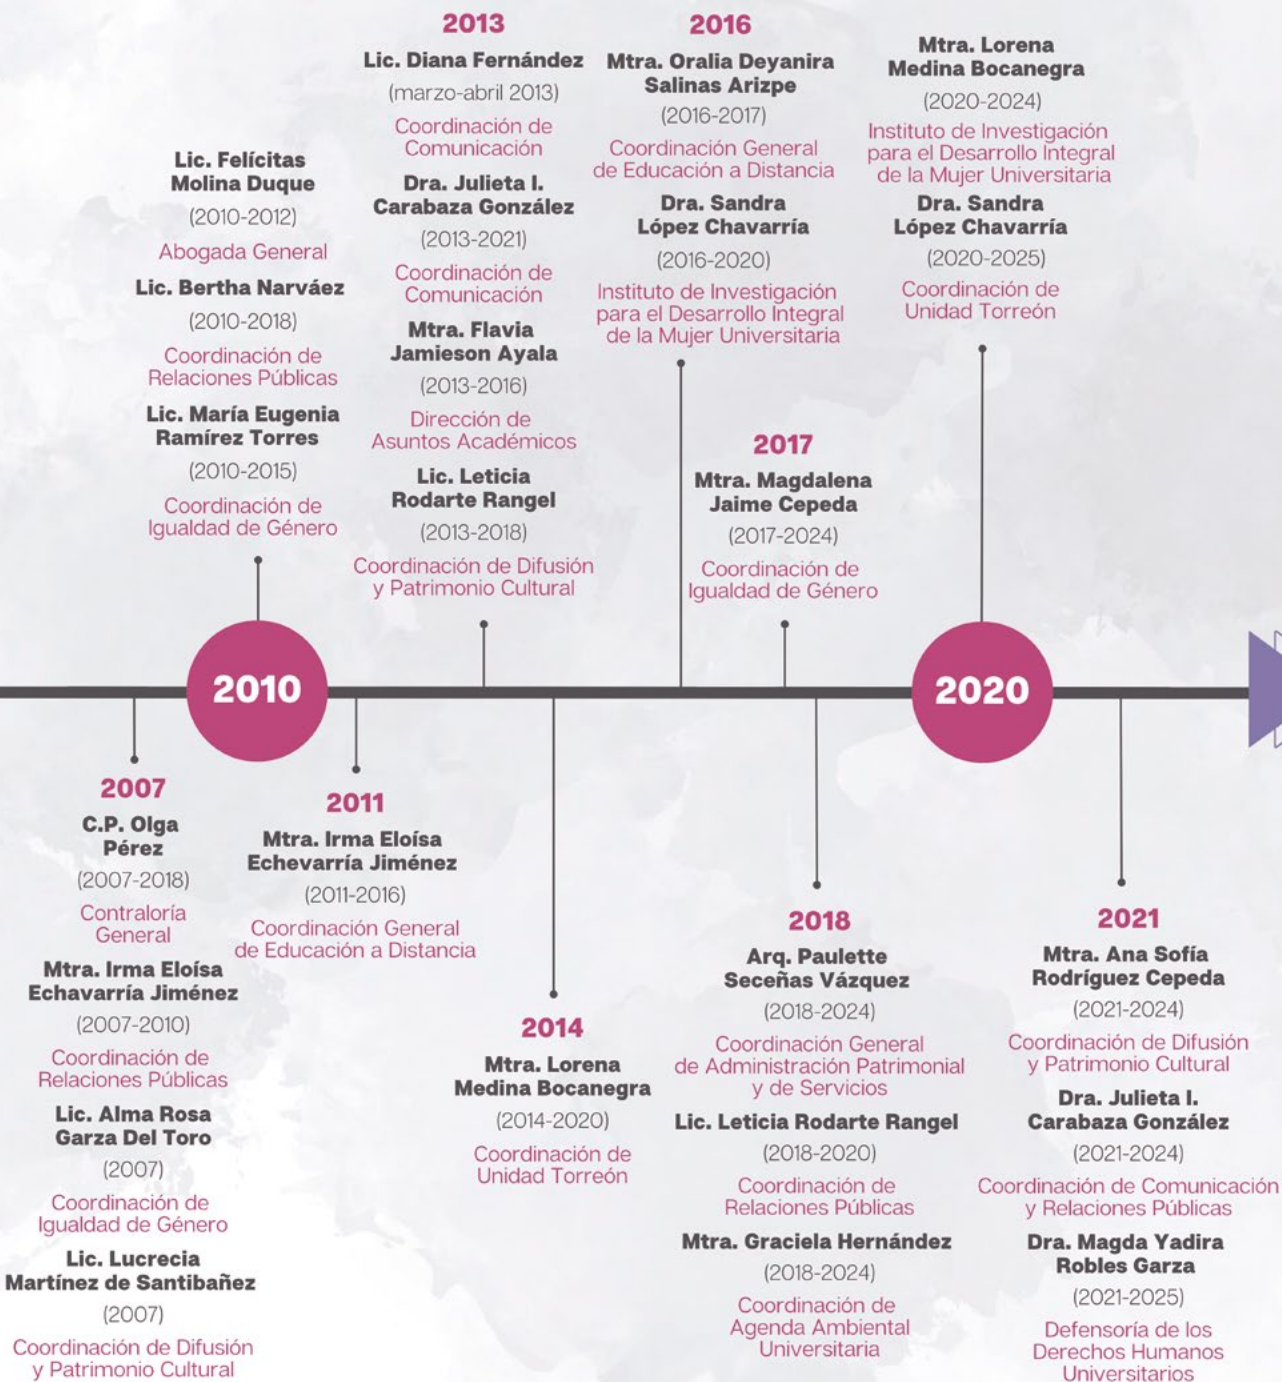 2013
Lic. Diana Fernández
(marzo-abril 2013)
Coordinación de
Comunicación
Dra. Julieta I.
Carabaza González
(2013-2021)
Coordinación de
Comunicación
Mtra. Flavia
Jamieson Ayala
(2013-2016)
Dirección de
Asuntos Académicos
Lic. Leticia
Rodarte Rangel
(2013-2018)
Coordinación de Difusión
y Patrimonio Cultural
2016
Mtra. Oralia Deyanira
Salinas Arizpe
(2016-2017)
Coordinación General
de Educación a Distancia
Dra. Sandra
López Chavarría
(2016-2020)
Instituto de Investigación
para el Desarrollo Integral
de la Mujer Universitaria
Mtra. Lorena
Medina Bocanegra
(2020-2024)
Instituto de Investigación
para el Desarrollo Integral
de la Mujer Universitaria
Dra. Sandra
López Chavarría
(2020-2025)
Coordinación de
Unidad Torreón
Lic. Felícitas
Molina Duque
(2010-2012)
Abogada General
Lic. Bertha Narváez
(2010-2018)
Coordinación de
Relaciones Públicas
Lic. María Eugenia
Ramírez Torres
(2010-2015)
Coordinación de
Igualdad de Género
2017
Mtra. Magdalena
Jaime Cepeda
(2017-2024)
Coordinación de
Igualdad de Género
2010
2020
2007
C.P. Olga
Pérez
(2007-2018)
Contraloría
General
Mtra. Irma Eloísa
Echavarría Jiménez
(2007-2010)
Coordinación de
Relaciones Públicas
Lic. Alma Rosa
Garza Del Toro
(2007)
Coordinación de
Igualdad de Género
Lic. Lucrecia
Martínez de Santibañez
(2007)
Coordinación de Difusión
y Patrimonio Cultural
2011
Mtra. Irma Eloísa
Echevarría Jiménez
(2011-2016)
Coordinación General
de Educación a Distancia
2014
Mtra. Lorena
Medina Bocanegra
(2014-2020)
Coordinación de
Unidad Torreón
2018
Arq. Paulette
Seceñas Vázquez
(2018-2024)
Coordinación General
de Administración Patrimonial
y de Servicios
Lic. Leticia Rodarte Rangel
(2018-2020)
Coordinación de
Relaciones Públicas
Mtra. Graciela Hernández
(2018-2024)
Coordinación de
Agenda Ambiental
Universitaria
2021
Mtra. Ana Sofía
Rodríguez Cepeda
(2021-2024)
Coordinación de Difusión
y Patrimonio Cultural
Dra. Julieta I.
Carabaza González
(2021-2024)
Coordinación de Comunicación
y Relaciones Públicas
Dra. Magda Yadira
Robles Garza
(2021-2025)
Defensoría de los
Derechos Humanos
Universitarios